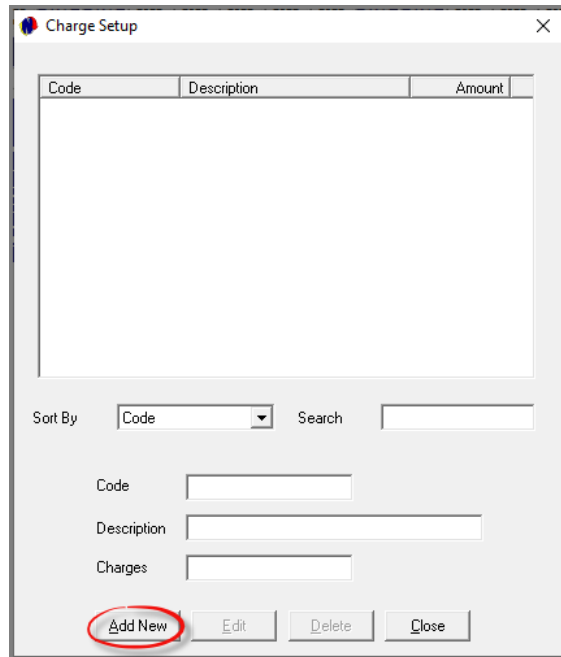 Charge Setup
Code Description Amount
Sort By Code Search
Code
Description
Charges
Add New Edit Delete Close